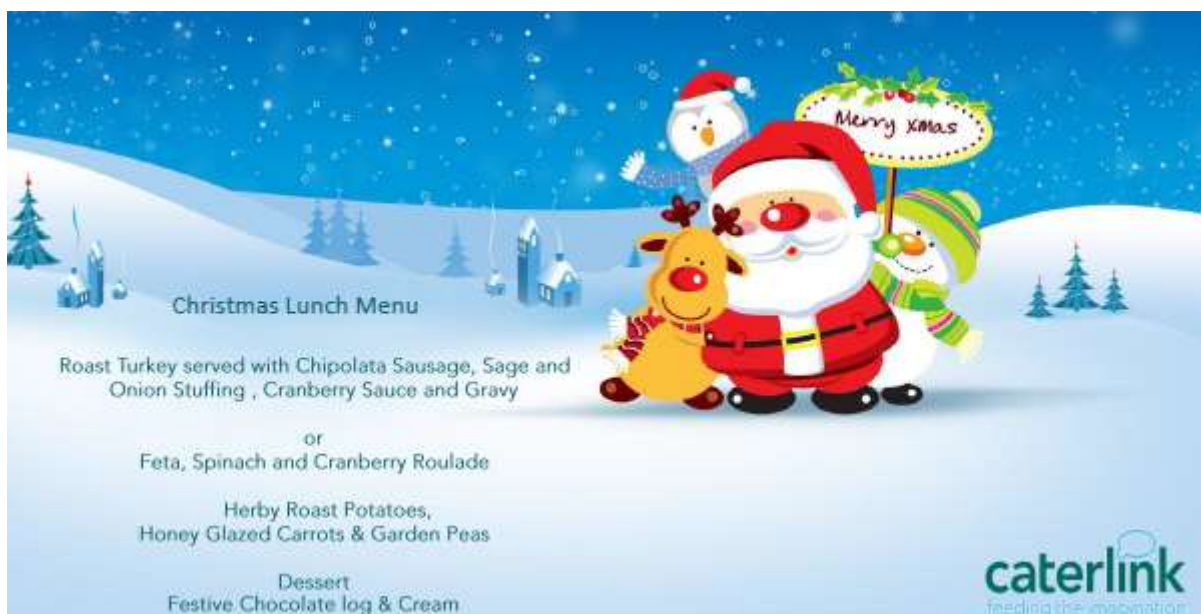 Merry Xmas
Christmas Lunch Menu
Roast Turkey served with Chipolata Sausage, Sage and
Onion Stuffing , Cranberry Sauce and Gravy
or
Feta, Spinach and Cranberry Roulade
Herby Roast Potatoes,
Honey Glazed Carrots & Garden Peas
Dessert
Festive Chocolate log & Cream
caterlink
feeding the